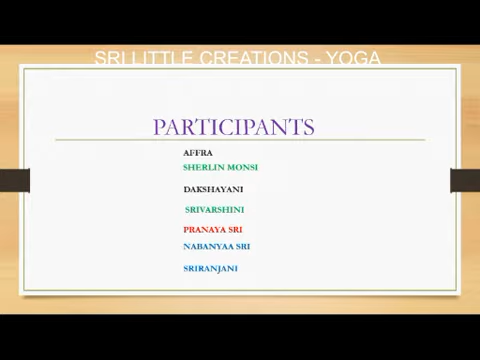 SRI LITTLE CREATIONS - YOGA
PARTICIPANTS
AFFRA
SHERLIN MONSI
DAKSHAYANI
SRIVARSHINI
PRANAYA SRI
NABANYAA SRI
SRIRANJANI